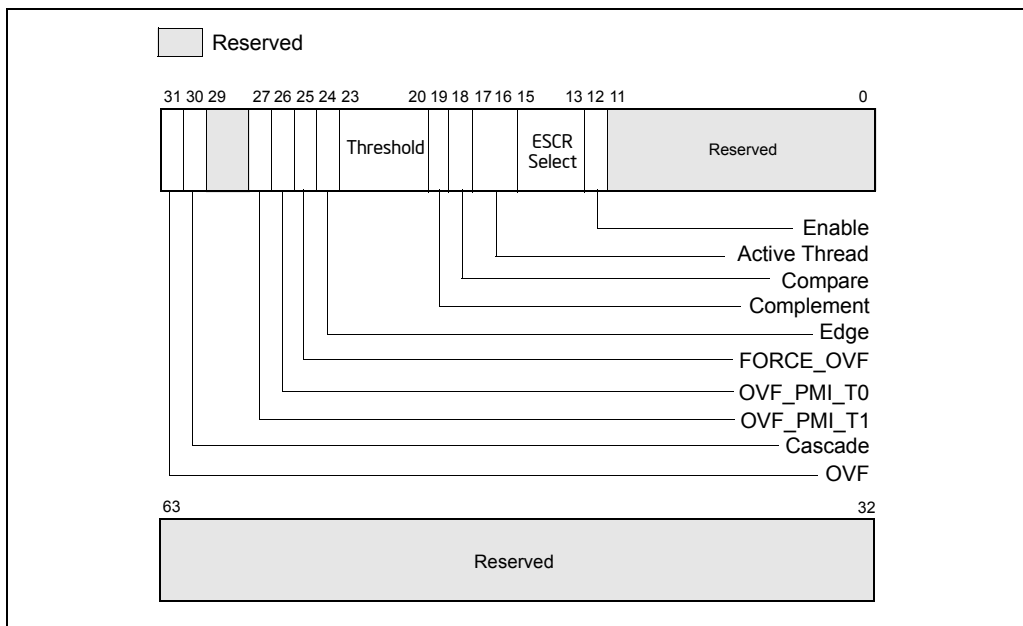 Reserved
31 30 29 27 26 25 24 23 20 19 18 17 16 15 13 12 11 0
Threshold
ESCR
Select
Reserved
Enable
Active Thread
Compare
Complement
Edge
FORCE_OVF
OVF_PMI_T0
OVF_PMI_T1
Cascade
OVF
63 32
Reserved